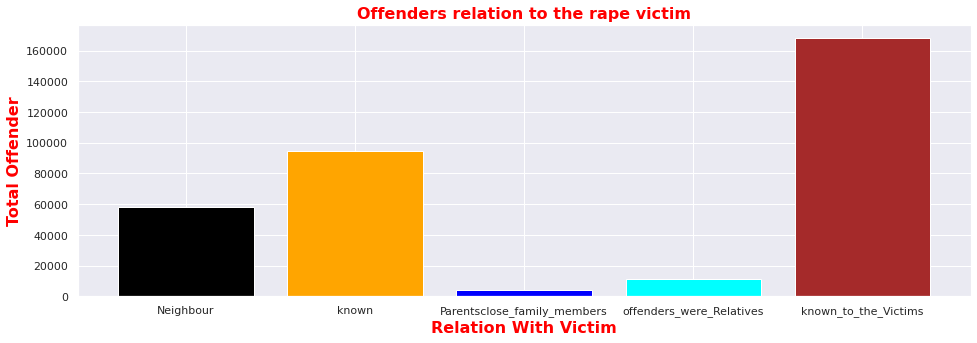 Offenders relation to the rape victim
Total Offender
160000
140000
120000
100000
80000
60000
40000
20000
0
Neighbour known Parentsclose_family_members offenders_were_Relatives known_to_the_Victims
Relation With Victim